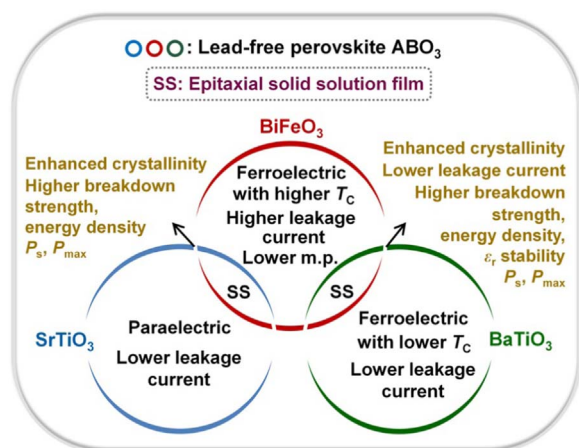 : Lead-free perovskite ABO₃
SS: Epitaxial solid solution film
BiFeO₃
Enhanced crystallinity
Higher breakdown
strength,
energy density
Pₛ, Pₘₐₓ
Ferroelectric
with higher T_C
Higher leakage
current
Lower m.p.
Enhanced crystallinity
Lower leakage current
Higher breakdown
strength,
energy density,
εᵣ stability
Pₛ, Pₘₐₓ
SS
SS
SrTiO₃
Paraelectric
Lower leakage
current
Ferroelectric
with lower T_C
Lower leakage
current
BaTiO₃